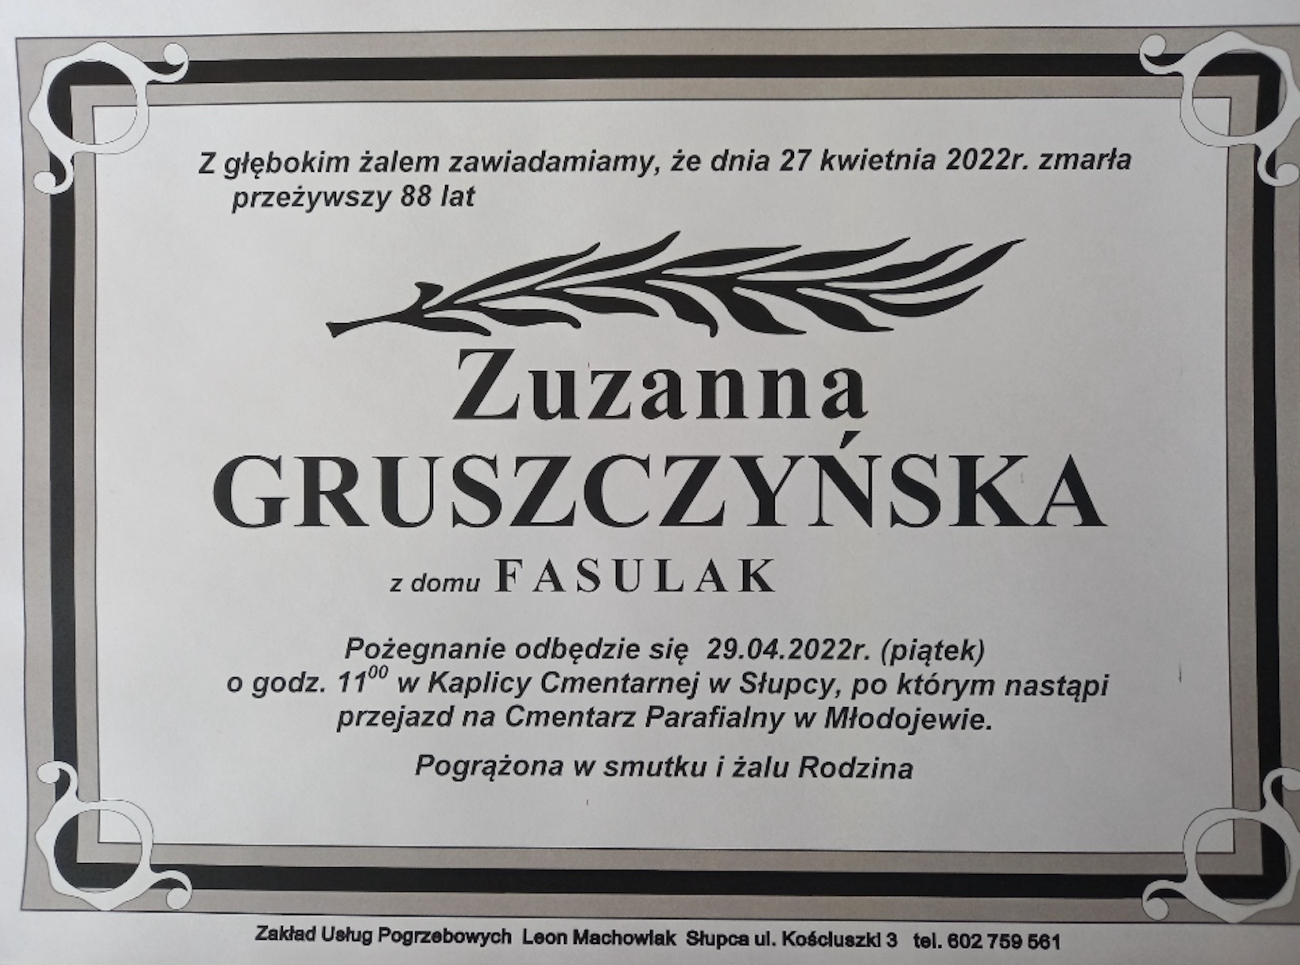 Z głębokim żalem zawiadamiamy, że dnia 27 kwietnia 2022r. zmarła
przeżywszy 88 lat
Zuzanna
GRUSZCZYŃSKA
z domu FASULAK
Pożegnanie odbędzie się 29.04.2022r. (piątek)
o godz. 11⁰⁰ w Kaplicy Cmentarnej w Słupcy, po którym nastąpi
przejazd na Cmentarz Parafialny w Młodojewie.
Pogrążona w smutku i żalu Rodzina
Zakład Usług Pogrzebowych Leon Machowiak Słupca ul. Kościuszki 3 tel. 602 759 561